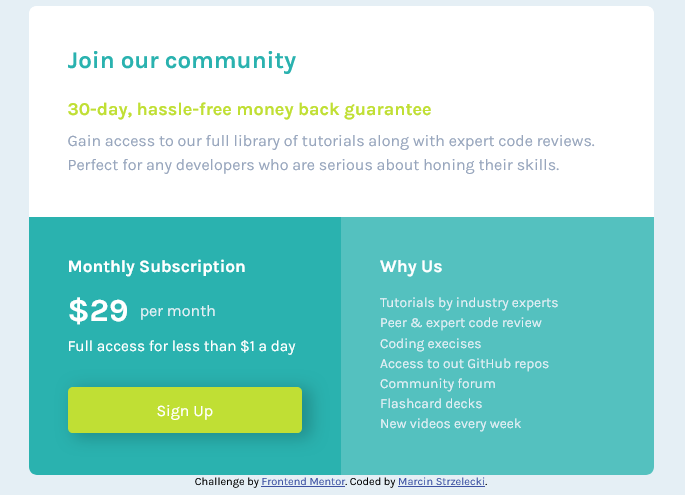 Join our community
30-day, hassle-free money back guarantee
Gain access to our full library of tutorials along with expert code reviews.
Perfect for any developers who are serious about honing their skills.
Monthly Subscription
$29 per month
Full access for less than $1 a day
Sign Up
Why Us
Tutorials by industry experts
Peer & expert code review
Coding execises
Access to out GitHub repos
Community forum
Flashcard decks
New videos every week
Challenge by Frontend Mentor. Coded by Marcin Strzelecki.